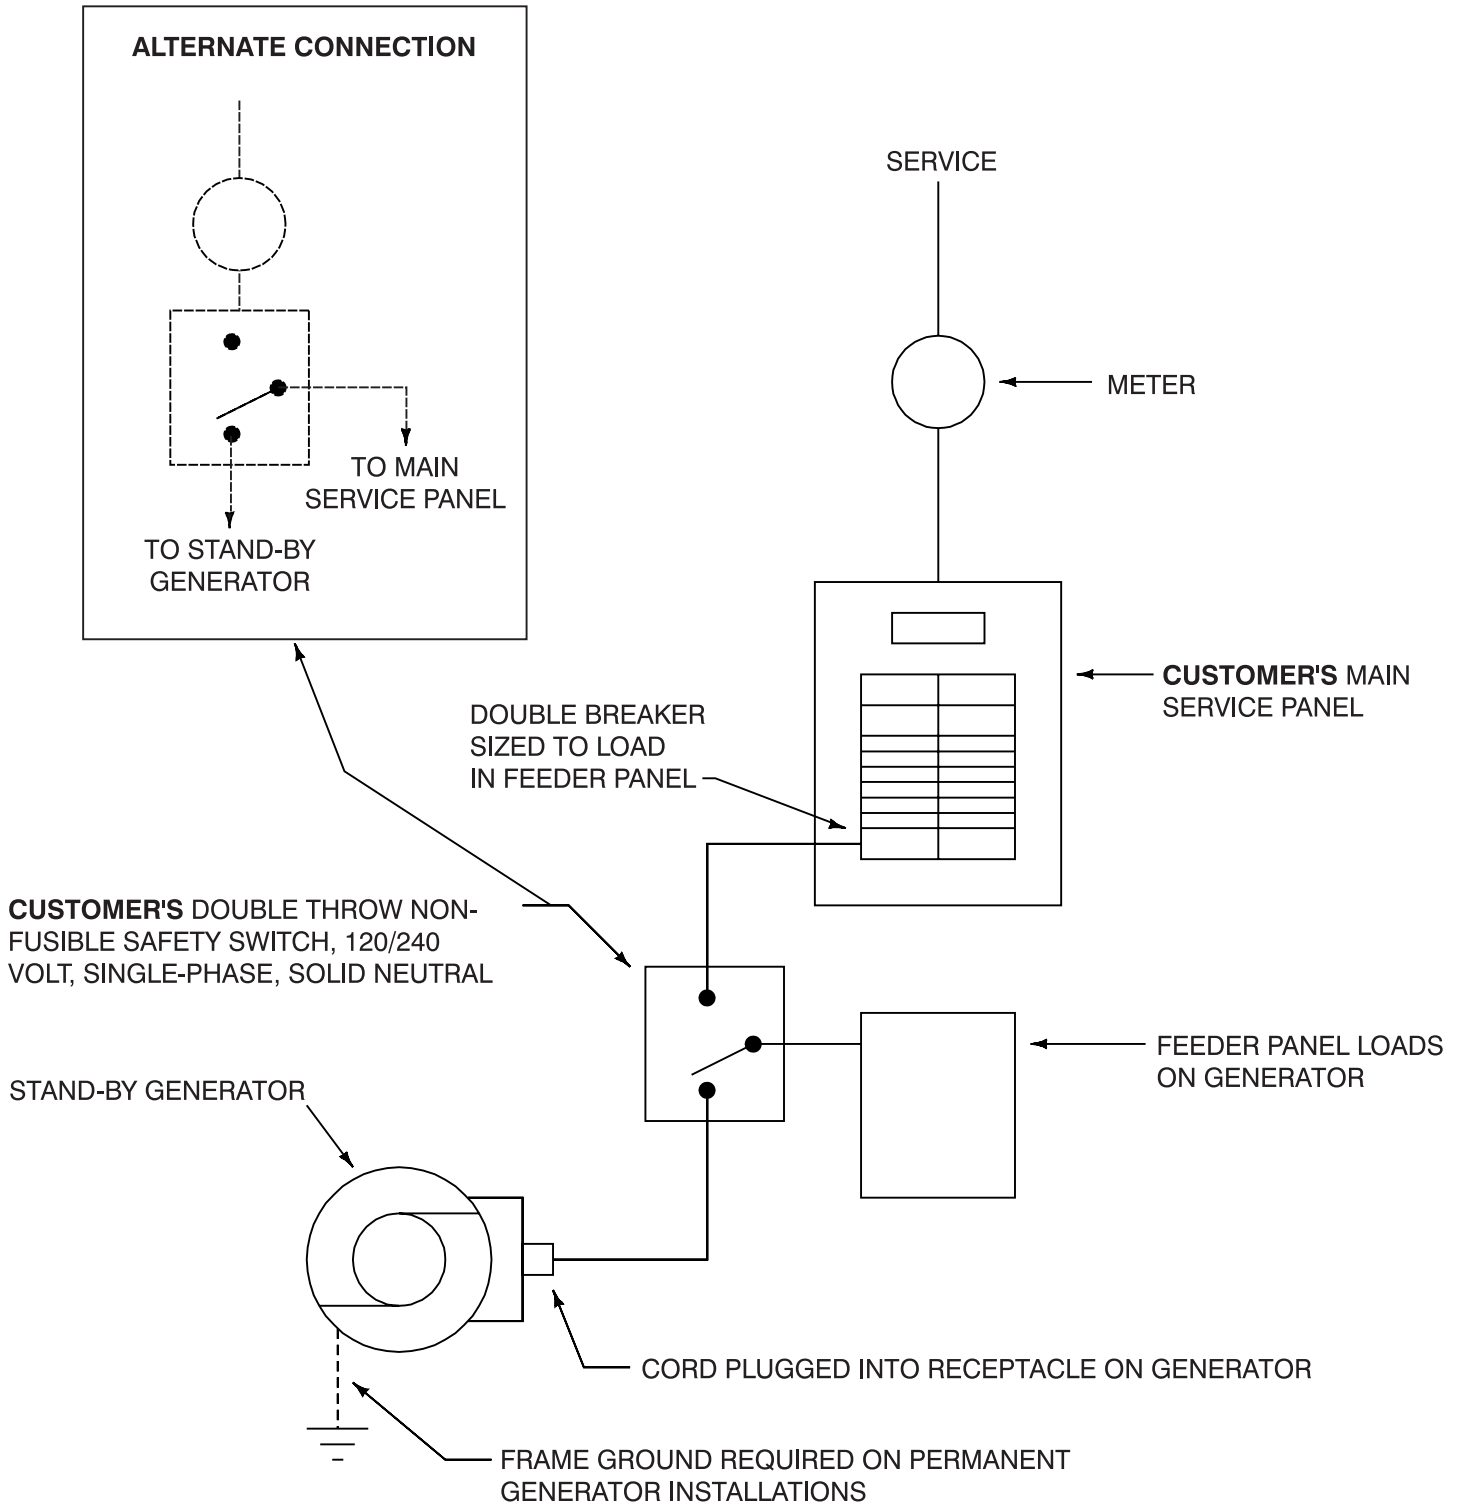 ALTERNATE CONNECTION
TO MAIN
SERVICE PANEL
TO STAND-BY
GENERATOR
SERVICE
METER
CUSTOMER'S MAIN
SERVICE PANEL
DOUBLE BREAKER
SIZED TO LOAD
IN FEEDER PANEL
CUSTOMER'S DOUBLE THROW NON-
FUSIBLE SAFETY SWITCH, 120/240
VOLT, SINGLE-PHASE, SOLID NEUTRAL
FEEDER PANEL LOADS
ON GENERATOR
STAND-BY GENERATOR
CORD PLUGGED INTO RECEPTACLE ON GENERATOR
FRAME GROUND REQUIRED ON PERMANENT
GENERATOR INSTALLATIONS